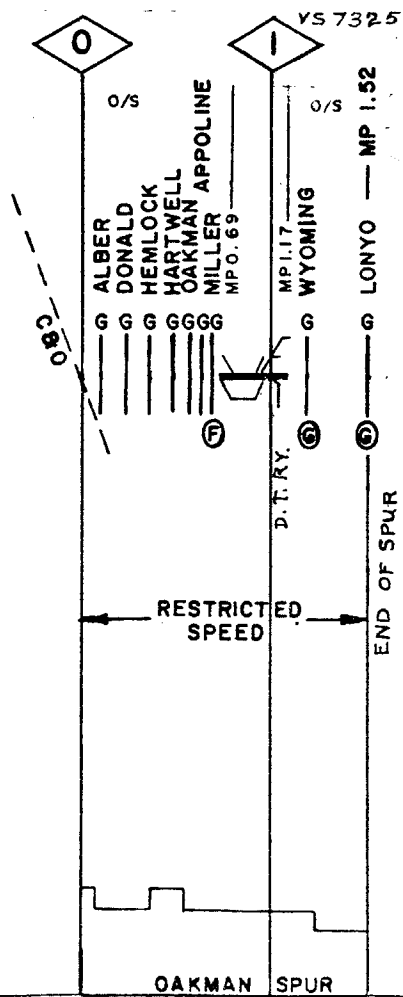 VS 7325
0
1
O/S
O/S
ALBER
DONALD
HEMLOCK
HARTWELL
OAKMAN
APPOLINE
MILLER
MP 0.69
MP 1.17
WYOMING
LONYO — MP 1.52
C&O
G G G G G G G G G
F G G
D.T. RY.
END OF SPUR
RESTRICTED
SPEED
OAKMAN SPUR